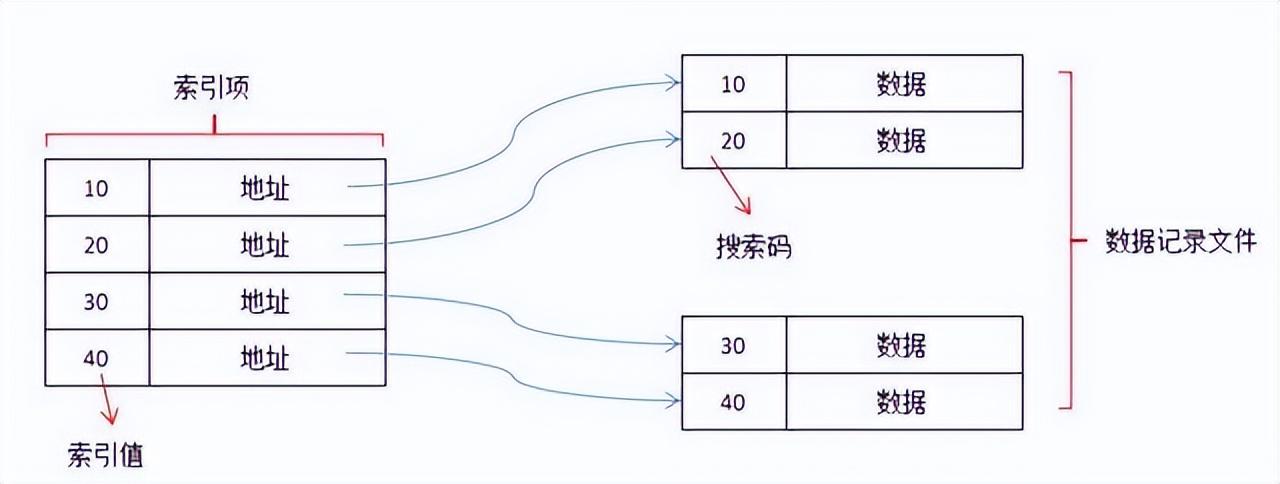 索引项
10 地址
20 地址
30 地址
40 地址
索引值
10 数据
20 数据
搜索码
30 数据
40 数据
数据记录文件